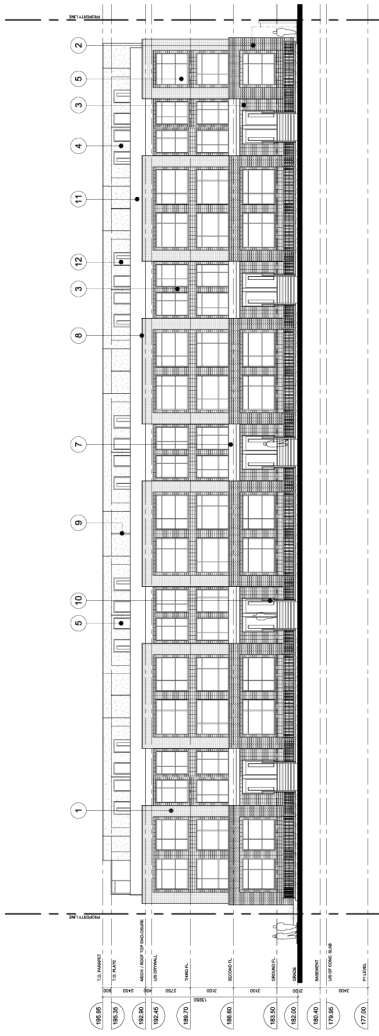 PROPERTY LINE
PROPERTY LINE
1
5
10
9
7
8
3
12
11
4
3
5
2
195.95 T.O. PARAPET
195.35 T.O. PLATE
192.90 MECH. / ROOF TOP ENCLOSURE
192.45 U/S DRYWALL
189.70 THIRD FL.
186.60 SECOND FL.
183.50 GROUND FL.
182.00 GRADE
180.40 BASEMENT
179.95 U/S OF CONC. SLAB
177.00 P1 LEVEL
600
2450
450
2750
3100
3100
13950